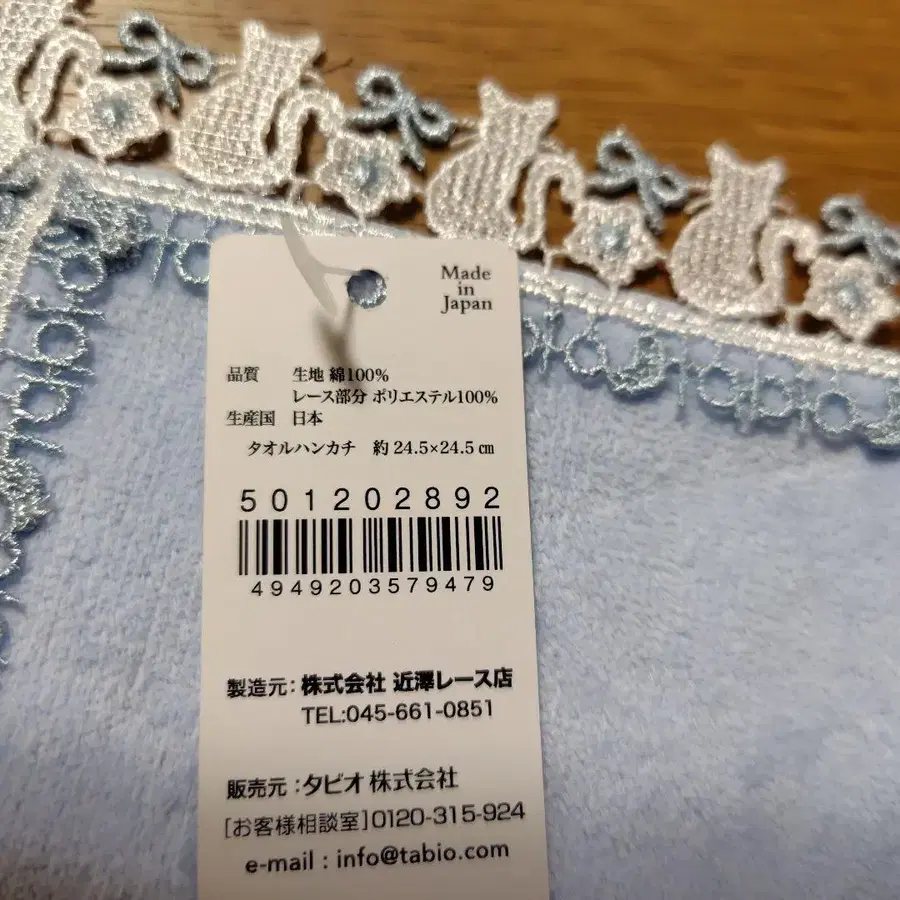 Made
in
Japan
品質 生地 綿100%
レース部分 ポリエステル100%
生産国 日本
タオルハンカチ 約 24.5×24.5 ㎝
501202892
4949203579479
製造元: 株式会社 近澤レース店
TEL:045-661-0851
販売元 : タビオ 株式会社
[お客様相談室]0120-315-924
e-mail : info@tabio.com